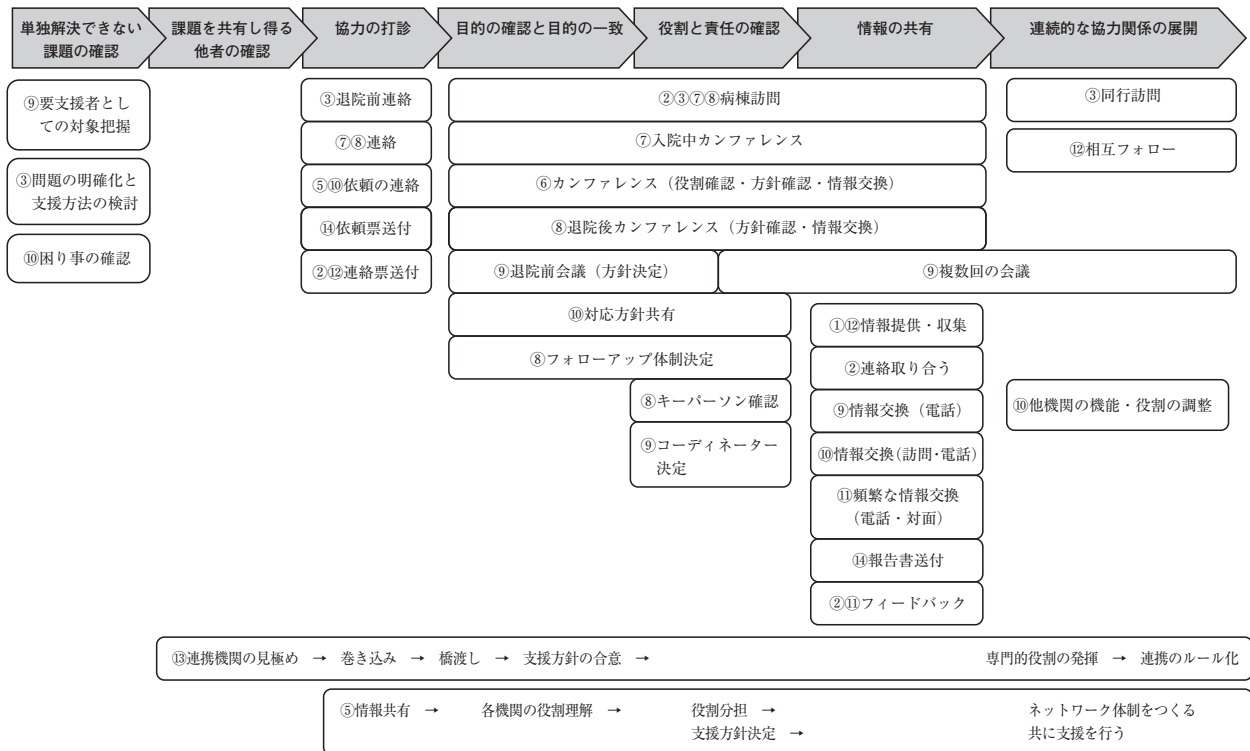 単独解決できない
課題の確認
課題を共有し得る
他者の確認
協力の打診
目的の確認と目的の一致
役割と責任の確認
情報の共有
連続的な協力関係の展開
⑨要支援者とし
ての対象把握
③問題の明確化と
支援方法の検討
⑩困り事の確認
③退院前連絡
⑦⑧連絡
⑤⑩依頼の連絡
⑭依頼票送付
②⑫連絡票送付
②③⑦⑧病棟訪問
⑦入院中カンファレンス
⑥カンファレンス（役割確認・方針確認・情報交換）
⑧退院後カンファレンス（方針確認・情報交換）
⑨退院前会議（方針決定）
⑨複数回の会議
⑩対応方針共有
⑧フォローアップ体制決定
⑧キーパーソン確認
⑨コーディネーター
決定
①⑫情報提供・収集
②連絡取り合う
⑨情報交換（電話）
⑩情報交換（訪問・電話）
⑪頻繁な情報交換
（電話・対面）
⑭報告書送付
②⑪フィードバック
③同行訪問
⑫相互フォロー
⑩他機関の機能・役割の調整
⑬連携機関の見極め → 巻き込み → 橋渡し → 支援方針の合意 → 専門的役割の発揮 → 連携のルール化
⑤情報共有 → 各機関の役割理解 → 役割分担 → ネットワーク体制をつくる
支援方針決定 → 共に支援を行う